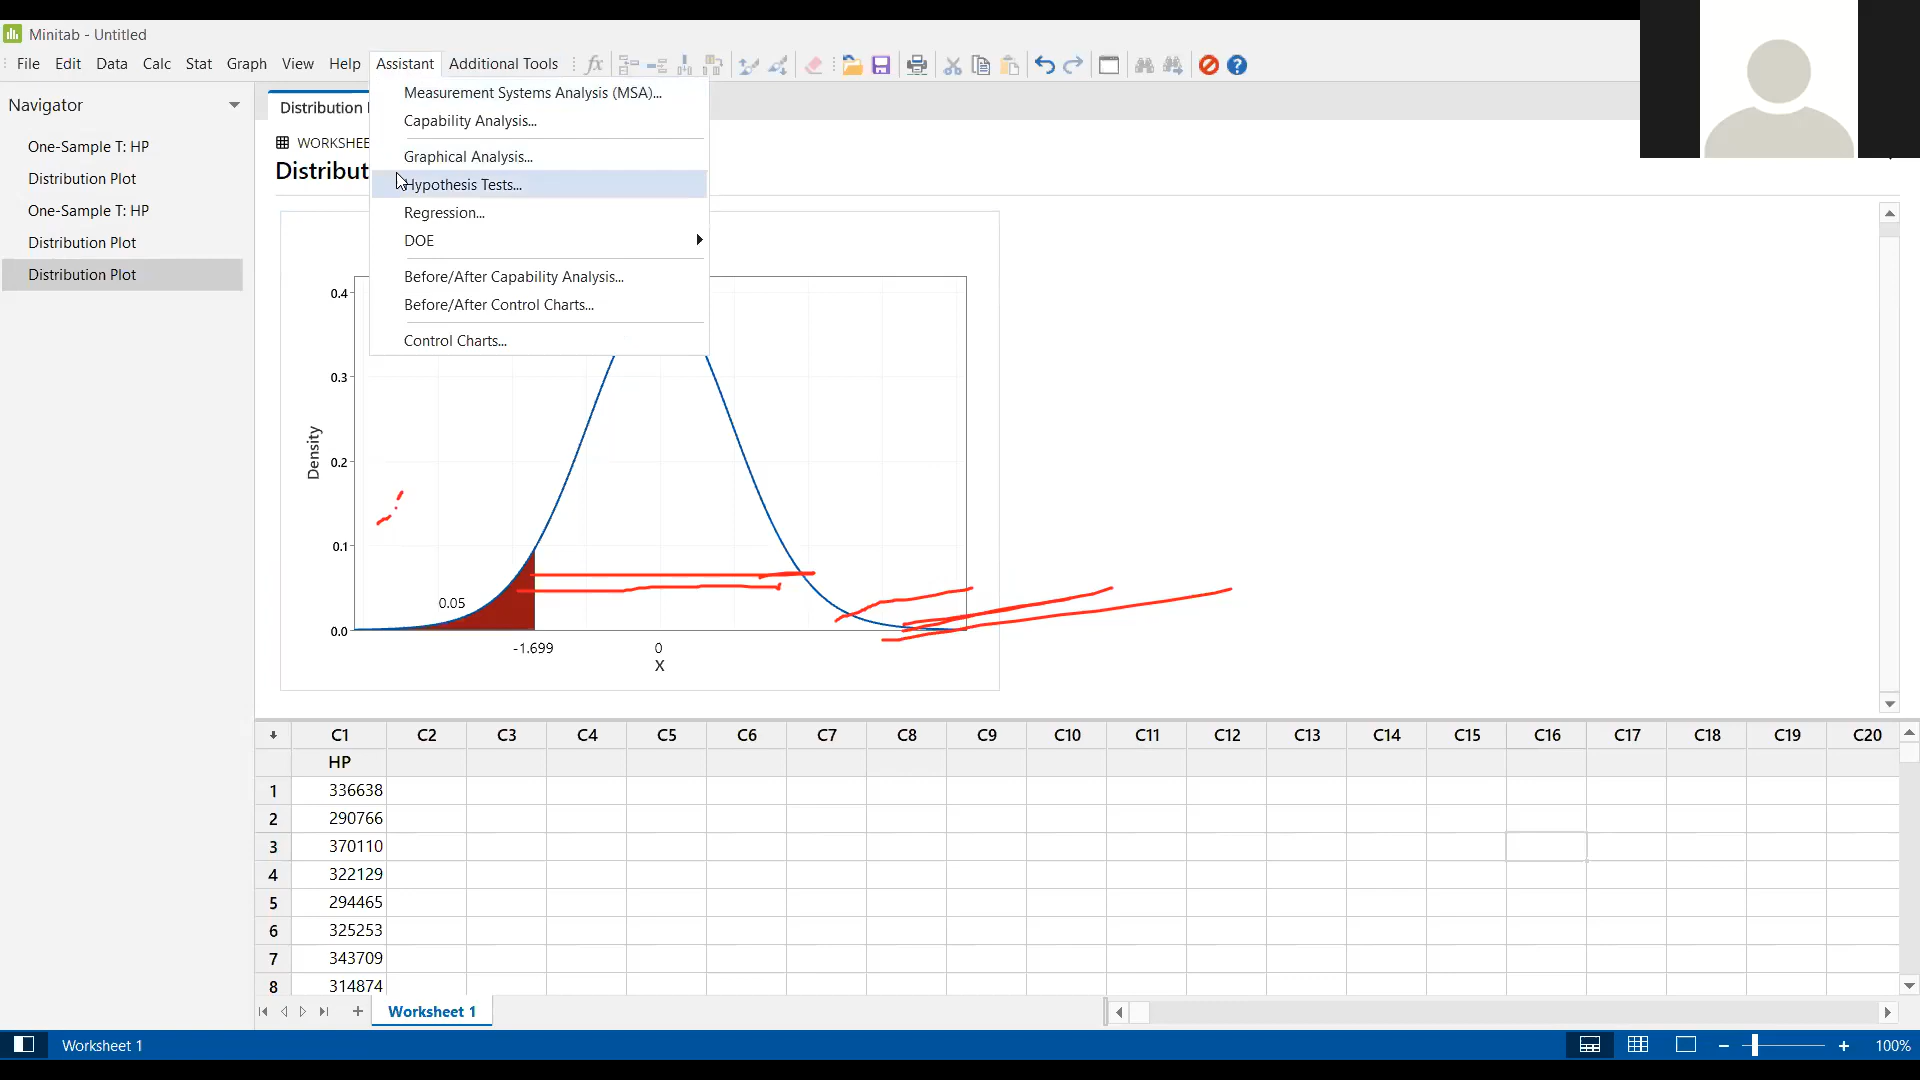 Minitab - Untitled
File Edit Data Calc Stat Graph View Help Assistant Additional Tools
Navigator
One-Sample T: HP
Distribution Plot
One-Sample T: HP
Distribution Plot
Distribution Plot
Distribution
WORKSHEE
Distribut
Measurement Systems Analysis (MSA)...
Capability Analysis...
Graphical Analysis...
Hypothesis Tests...
Regression...
DOE
Before/After Capability Analysis...
Before/After Control Charts...
Control Charts...
0.4
0.3
0.2
0.1
0.0
Density
0.05
-1.699 0
X
C1 C2 C3 C4 C5 C6 C7 C8 C9 C10 C11 C12 C13 C14 C15 C16 C17 C18 C19 C20
HP
1 336638
2 290766
3 370110
4 322129
5 294465
6 325253
7 343709
8 314874
Worksheet 1
Worksheet 1
100%